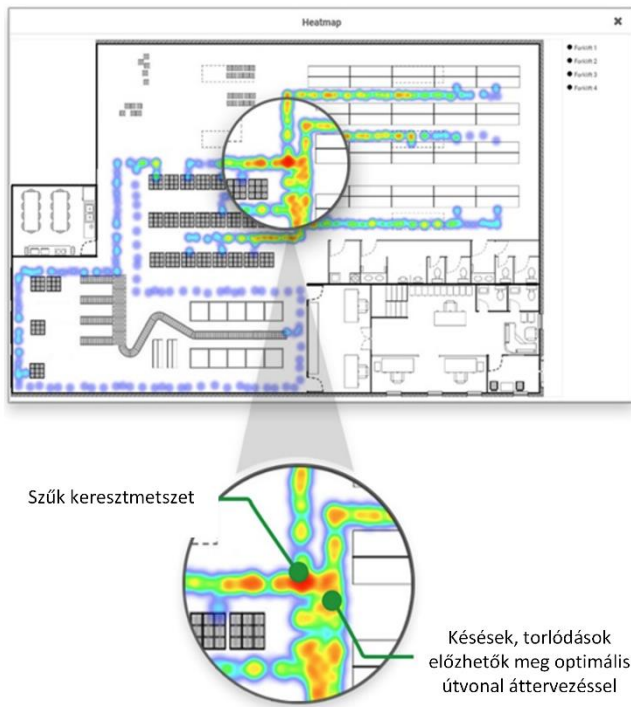 Heatmap
Forklift 1
Forklift 2
Forklift 3
Forklift 4
Szűk keresztmetszet
Késések, torlódások
előzhetők meg optimális
útvonal áttervezéssel